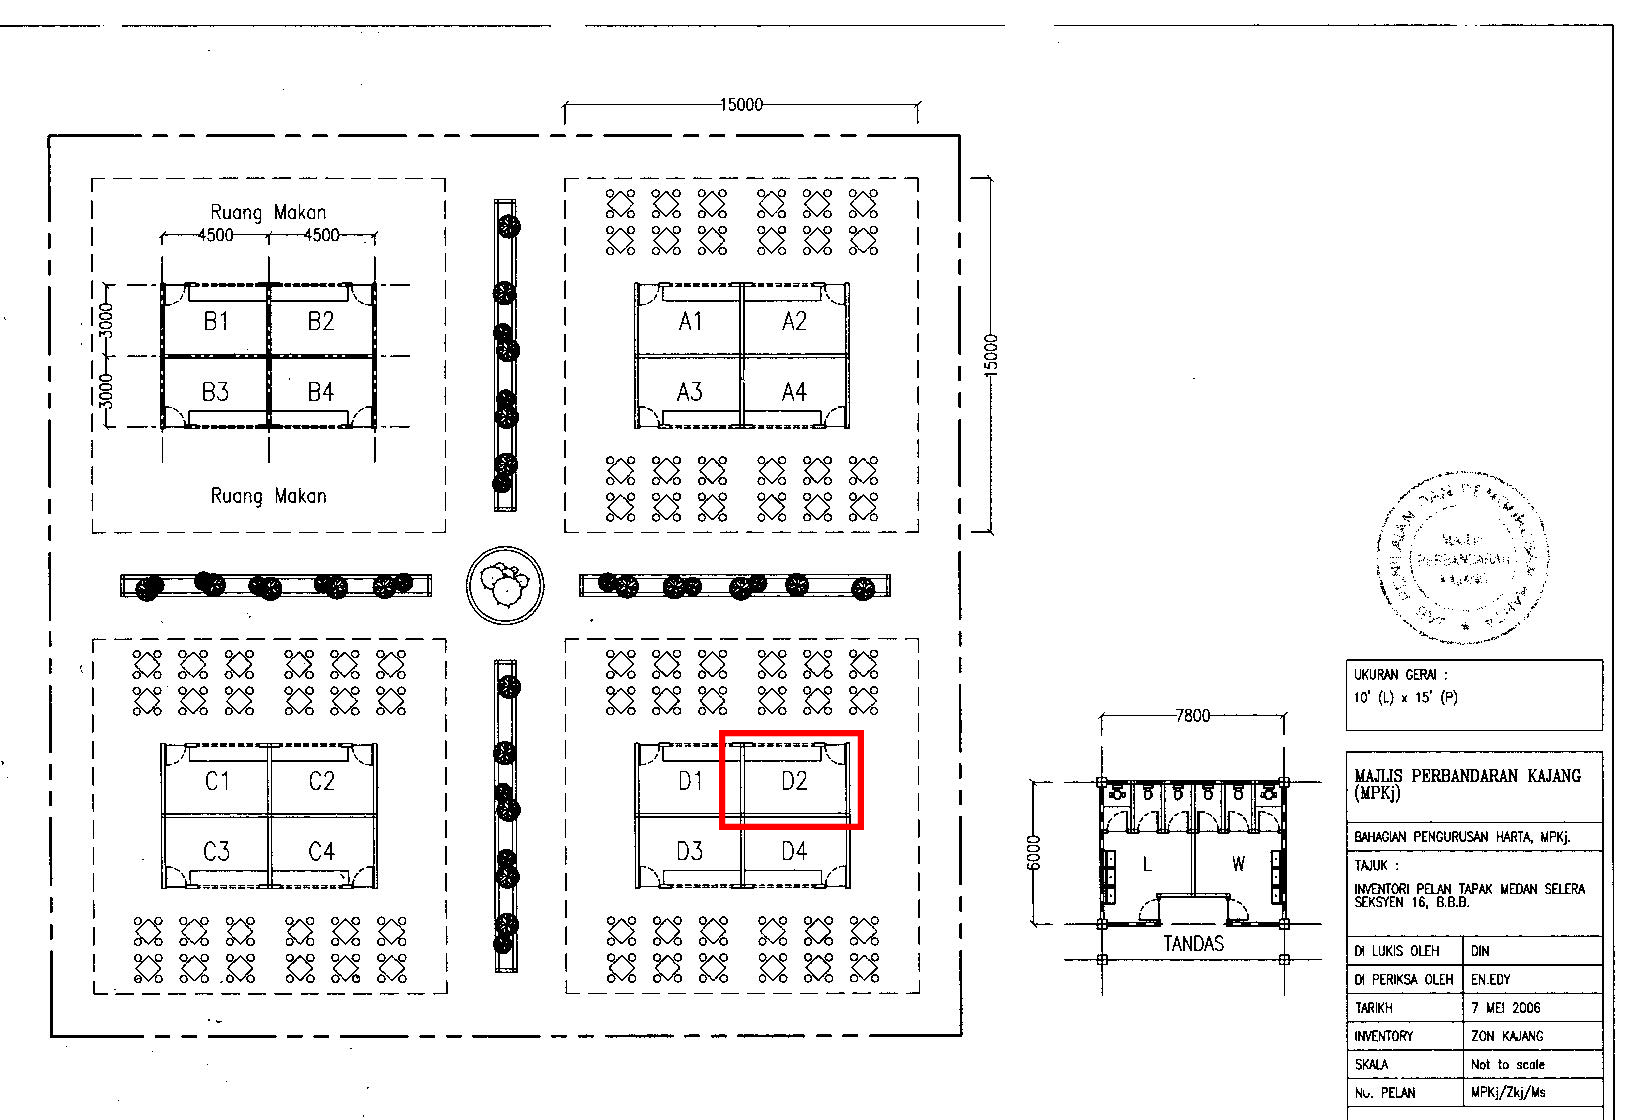 15000
Ruang Makan
4500
4500
3000
3000
B1
B2
B3
B4
Ruang Makan
A1
A2
A3
A4
15000
C1
C2
C3
C4
D1
D2
D3
D4
7800
6000
L
W
TANDAS
MAJLIS
PERBANDARAN
KAJANG
UKURAN GERAI :
10' (L) x 15' (P)
MAJLIS PERBANDARAN KAJANG
(MPKj)
BAHAGIAN PENGURUSAN HARTA, MPKj.
TAJUK :
INVENTORI PELAN TAPAK MEDAN SELERA
SEKSYEN 16, B.B.B.
DI LUKIS OLEH DIN
DI PERIKSA OLEH EN.EDY
TARIKH 7 MEI 2006
INVENTORY ZON KAJANG
SKALA Not to scale
No. PELAN MPKj/Zkj/Ms